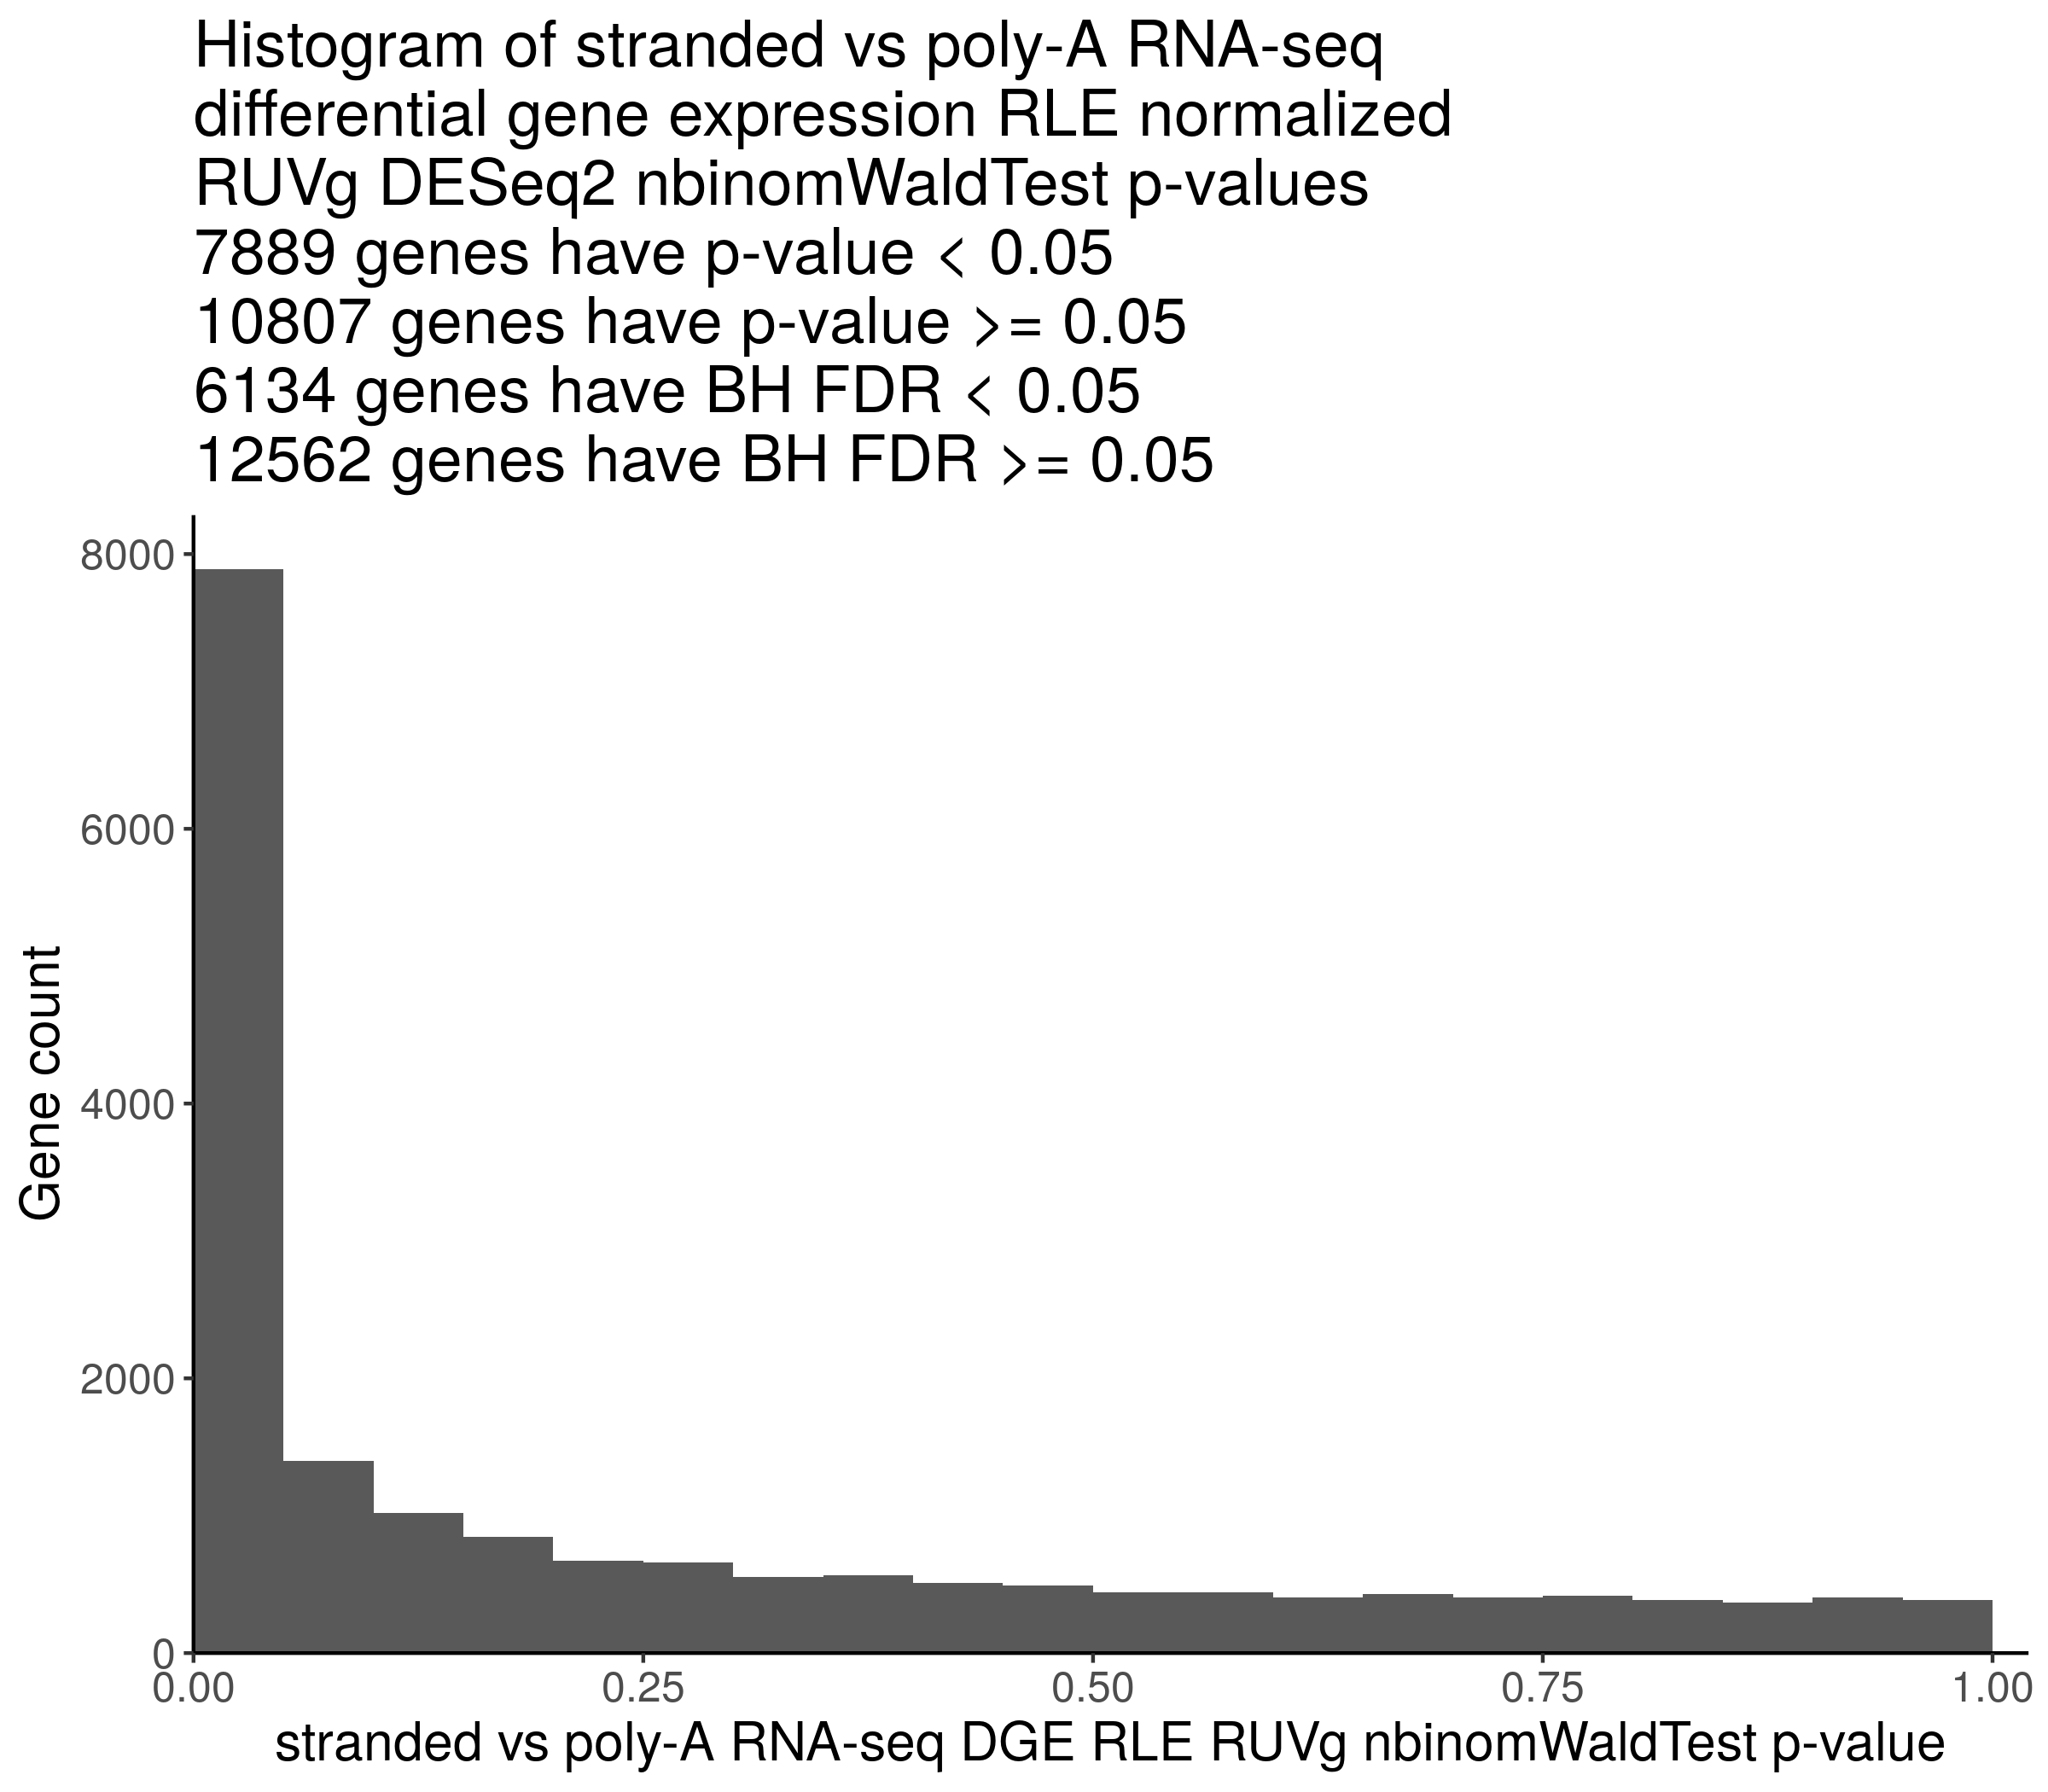 Histogram of stranded vs poly-A RNA-seq
differential gene expression RLE normalized
RUVg DESeq2 nbinomWaldTest p-values
7889 genes have p-value < 0.05
10807 genes have p-value >= 0.05
6134 genes have BH FDR < 0.05
12562 genes have BH FDR >= 0.05
8000
6000
4000
2000
0
Gene count
0.00 0.25 0.50 0.75 1.00
stranded vs poly-A RNA-seq DGE RLE RUVg nbinomWaldTest p-value